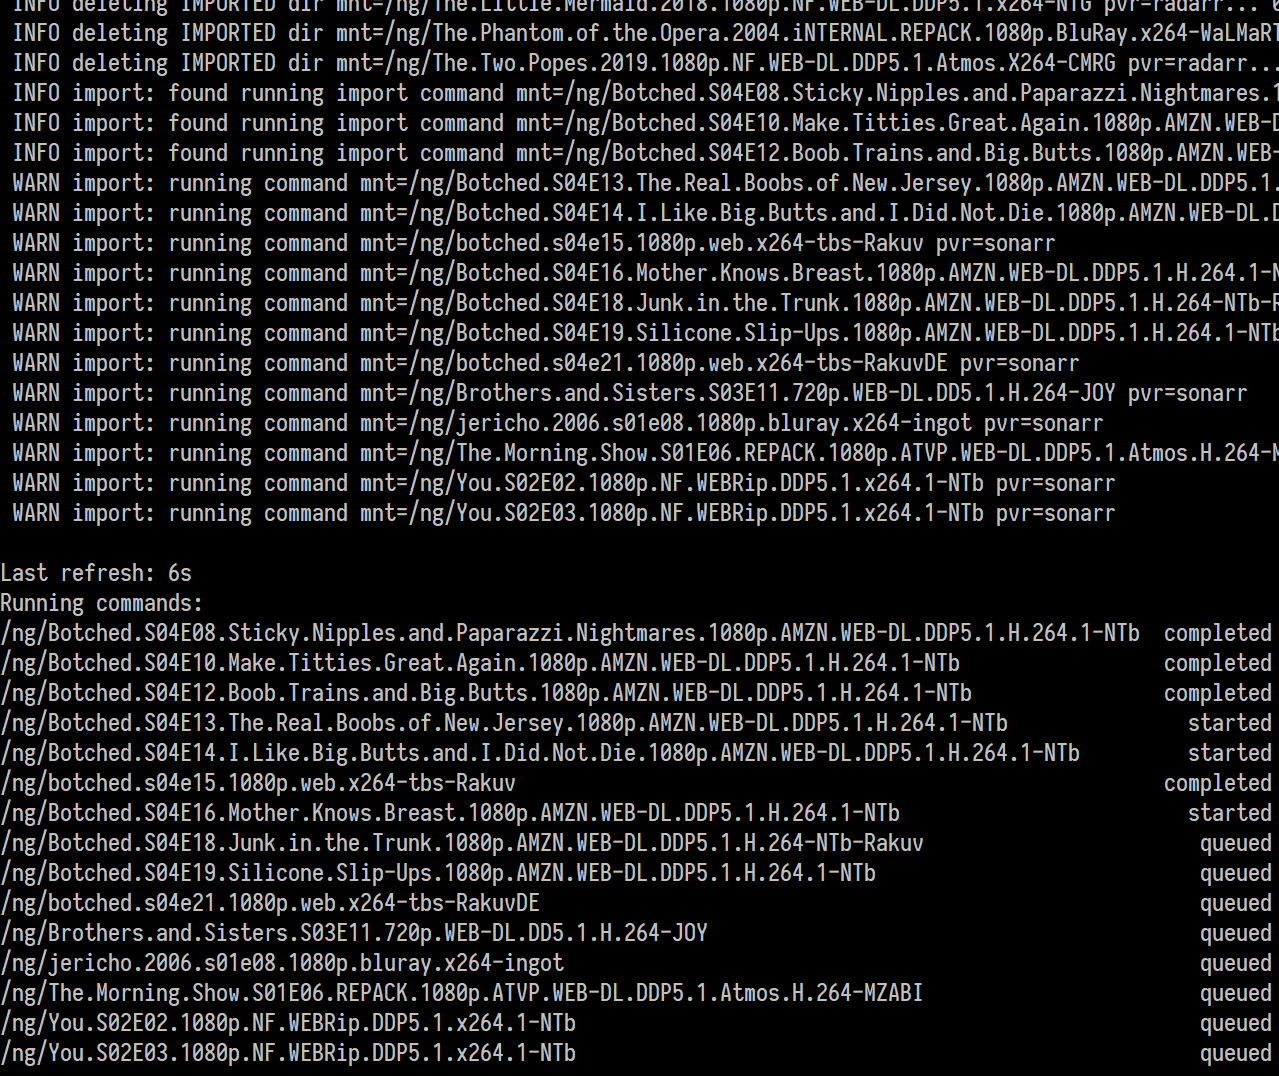 INFO deleting IMPORTED dir mnt=/ng/The.Little.Mermaid.2018.1080p.NF.WEB-DL.DDP5.1.x264-NTG pvr=radarr...
INFO deleting IMPORTED dir mnt=/ng/The.Phantom.of.the.Opera.2004.iNTERNAL.REPACK.1080p.BluRay.x264-WaLMaRT
INFO deleting IMPORTED dir mnt=/ng/The.Two.Popes.2019.1080p.NF.WEB-DL.DDP5.1.Atmos.X264-CMRG pvr=radarr...
INFO import: found running import command mnt=/ng/Botched.S04E08.Sticky.Nipples.and.Paparazzi.Nightmares.1
INFO import: found running import command mnt=/ng/Botched.S04E10.Make.Titties.Great.Again.1080p.AMZN.WEB-D
INFO import: found running import command mnt=/ng/Botched.S04E12.Boob.Trains.and.Big.Butts.1080p.AMZN.WEB-
WARN import: running command mnt=/ng/Botched.S04E13.The.Real.Boobs.of.New.Jersey.1080p.AMZN.WEB-DL.DDP5.1.
WARN import: running command mnt=/ng/Botched.S04E14.I.Like.Big.Butts.and.I.Did.Not.Die.1080p.AMZN.WEB-DL.D
WARN import: running command mnt=/ng/botched.s04e15.1080p.web.x264-tbs-Rakuv pvr=sonarr
WARN import: running command mnt=/ng/Botched.S04E16.Mother.Knows.Breast.1080p.AMZN.WEB-DL.DDP5.1.H.264.1-N
WARN import: running command mnt=/ng/Botched.S04E18.Junk.in.the.Trunk.1080p.AMZN.WEB-DL.DDP5.1.H.264-NTb-R
WARN import: running command mnt=/ng/Botched.S04E19.Silicone.Slip-Ups.1080p.AMZN.WEB-DL.DDP5.1.H.264.1-NTb
WARN import: running command mnt=/ng/botched.s04e21.1080p.web.x264-tbs-RakuvDE pvr=sonarr
WARN import: running command mnt=/ng/Brothers.and.Sisters.S03E11.720p.WEB-DL.DD5.1.H.264-JOY pvr=sonarr
WARN import: running command mnt=/ng/jericho.2006.s01e08.1080p.bluray.x264-ingot pvr=sonarr
WARN import: running command mnt=/ng/The.Morning.Show.S01E06.REPACK.1080p.ATVP.WEB-DL.DDP5.1.Atmos.H.264-M
WARN import: running command mnt=/ng/You.S02E02.1080p.NF.WEBRip.DDP5.1.x264.1-NTb pvr=sonarr
WARN import: running command mnt=/ng/You.S02E03.1080p.NF.WEBRip.DDP5.1.x264.1-NTb pvr=sonarr
Last refresh: 6s
Running commands:
/ng/Botched.S04E08.Sticky.Nipples.and.Paparazzi.Nightmares.1080p.AMZN.WEB-DL.DDP5.1.H.264.1-NTb completed
/ng/Botched.S04E10.Make.Titties.Great.Again.1080p.AMZN.WEB-DL.DDP5.1.H.264.1-NTb completed
/ng/Botched.S04E12.Boob.Trains.and.Big.Butts.1080p.AMZN.WEB-DL.DDP5.1.H.264.1-NTb completed
/ng/Botched.S04E13.The.Real.Boobs.of.New.Jersey.1080p.AMZN.WEB-DL.DDP5.1.H.264.1-NTb started
/ng/Botched.S04E14.I.Like.Big.Butts.and.I.Did.Not.Die.1080p.AMZN.WEB-DL.DDP5.1.H.264.1-NTb started
/ng/botched.s04e15.1080p.web.x264-tbs-Rakuv completed
/ng/Botched.S04E16.Mother.Knows.Breast.1080p.AMZN.WEB-DL.DDP5.1.H.264.1-NTb started
/ng/Botched.S04E18.Junk.in.the.Trunk.1080p.AMZN.WEB-DL.DDP5.1.H.264-NTb-Rakuv queued
/ng/Botched.S04E19.Silicone.Slip-Ups.1080p.AMZN.WEB-DL.DDP5.1.H.264.1-NTb queued
/ng/botched.s04e21.1080p.web.x264-tbs-RakuvDE queued
/ng/Brothers.and.Sisters.S03E11.720p.WEB-DL.DD5.1.H.264-JOY queued
/ng/jericho.2006.s01e08.1080p.bluray.x264-ingot queued
/ng/The.Morning.Show.S01E06.REPACK.1080p.ATVP.WEB-DL.DDP5.1.Atmos.H.264-MZABI queued
/ng/You.S02E02.1080p.NF.WEBRip.DDP5.1.x264.1-NTb queued
/ng/You.S02E03.1080p.NF.WEBRip.DDP5.1.x264.1-NTb queued